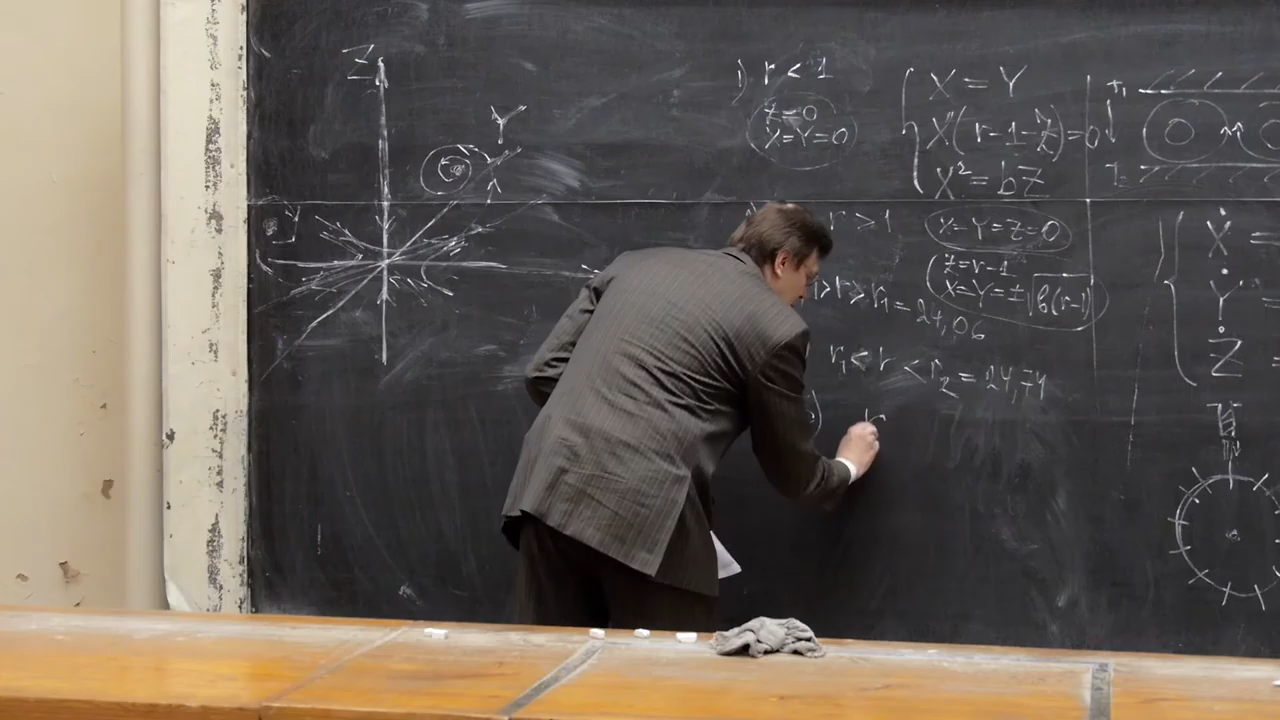 Z
Y
1) r < 1
Z=0
X=Y=0
X = Y
X(r-1-Z)=0
X²=bZ
r > 1
X=Y=Z=0
Z=r-1
X=Y=±√b(r-1)
>r>r₁=24,06
r₁<r<r₂=24,74
r
Ẋ =
Ẏ =
Ż =